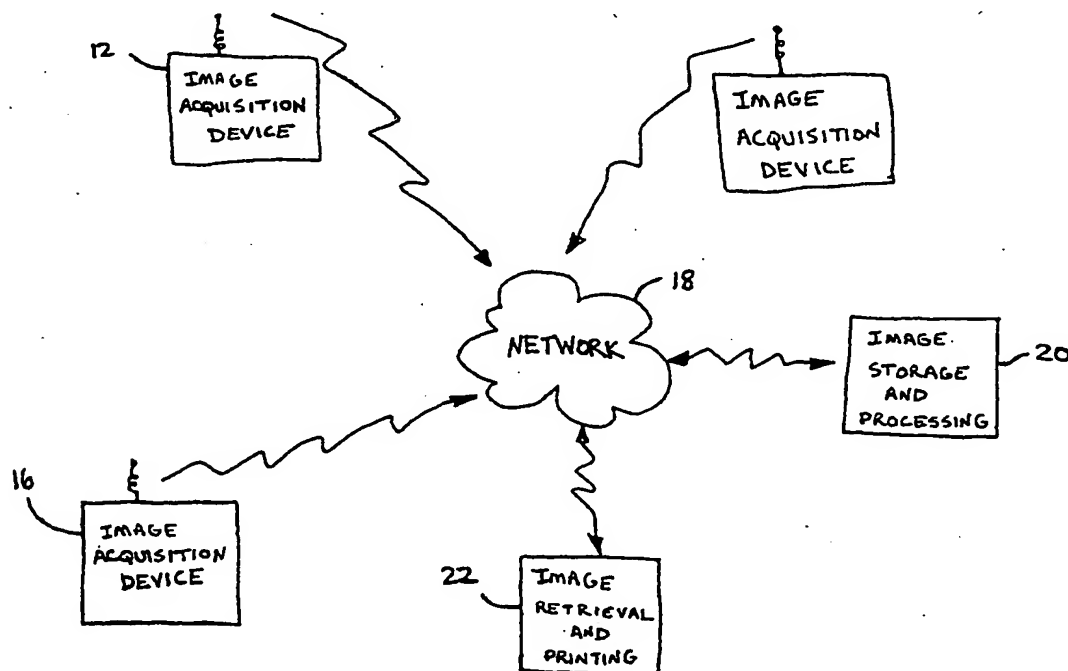 12
IMAGE
ACQUISITION
DEVICE
IMAGE
ACQUISITION
DEVICE
18
NETWORK
IMAGE
STORAGE
AND
PROCESSING
20
16
IMAGE
ACQUISITION
DEVICE
22
IMAGE
RETRIEVAL
AND
PRINTING